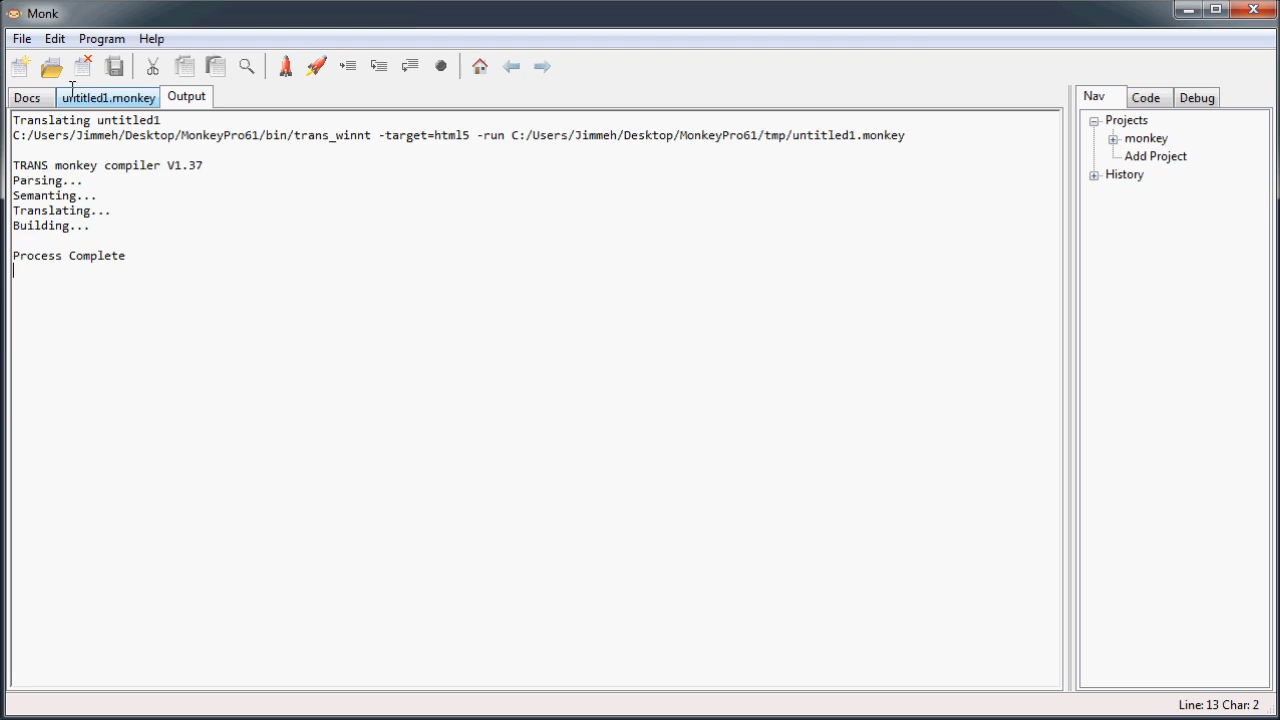 Monk
File Edit Program Help
Docs untitled1.monkey Output
Nav Code Debug
Translating untitled1
C:/Users/Jimmeh/Desktop/MonkeyPro61/bin/trans_winnt -target=html5 -run C:/Users/Jimmeh/Desktop/MonkeyPro61/tmp/untitled1.monkey
TRANS monkey compiler V1.37
Parsing...
Semanting...
Translating...
Building...
Process Complete
Projects
monkey
Add Project
History
Line: 13 Char: 2